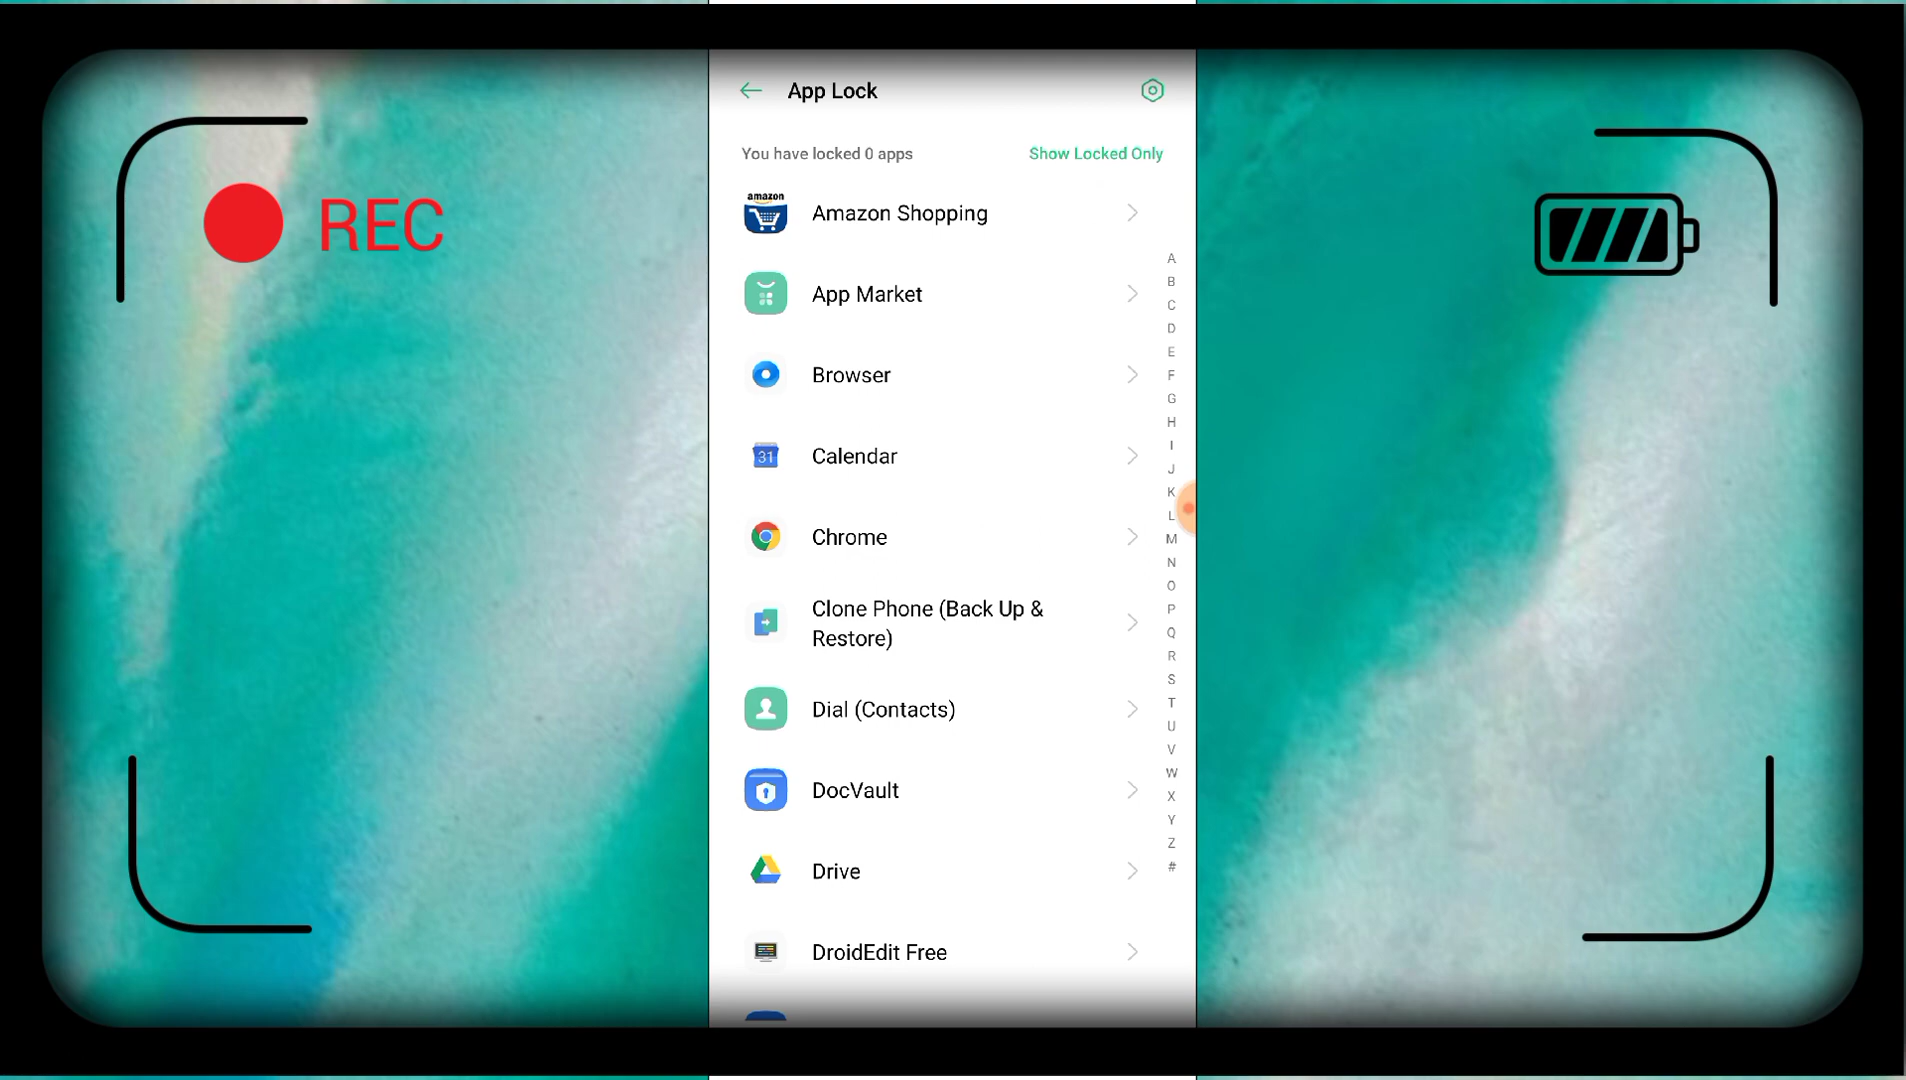 App Lock
You have locked 0 apps
Show Locked Only
REC
amazon
Amazon Shopping
App Market
Browser
31
Calendar
Chrome
Clone Phone (Back Up &
Restore)
Dial (Contacts)
DocVault
Drive
DroidEdit Free
A
B
C
D
E
F
G
H
I
J
K
L
M
N
O
P
Q
R
S
T
U
V
W
X
Y
Z
#